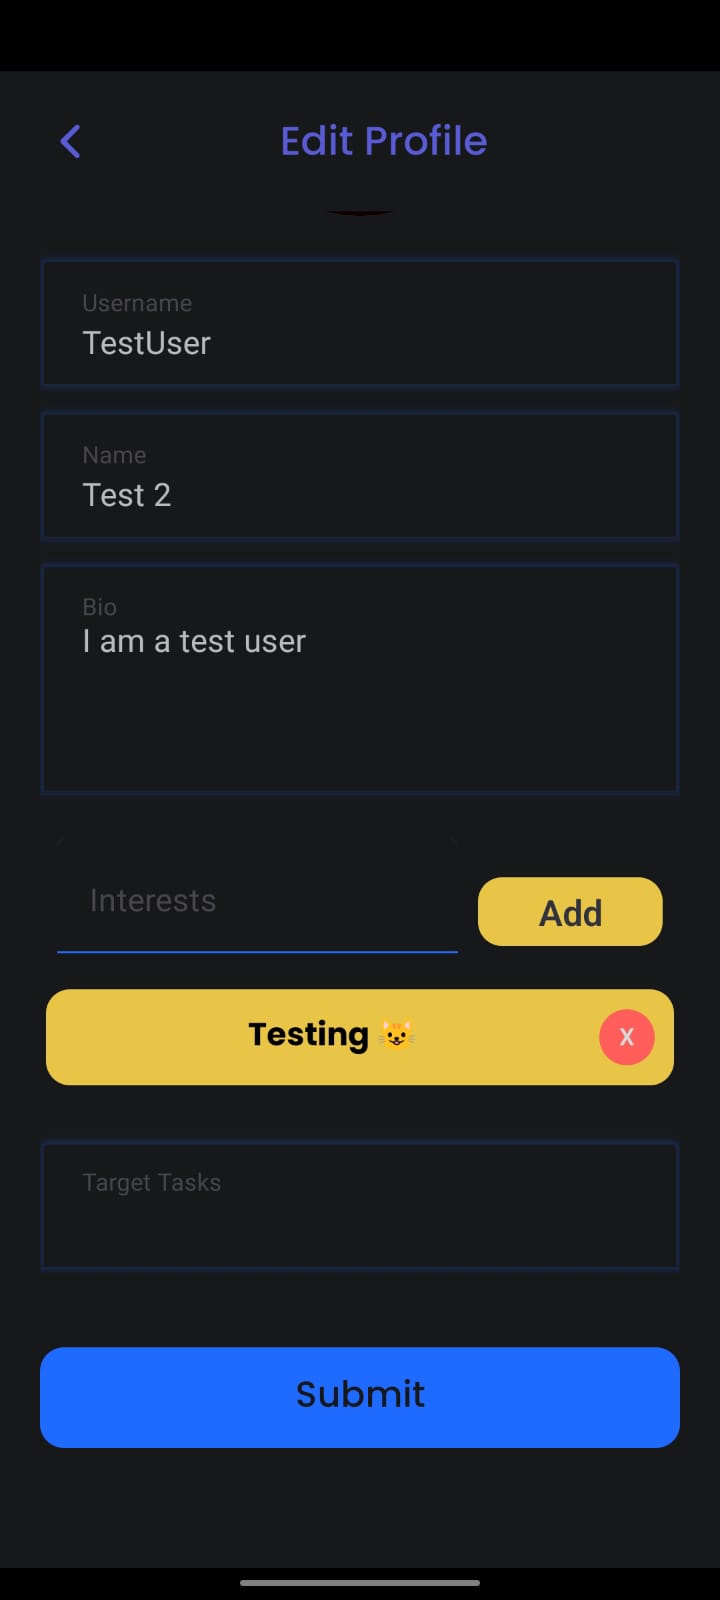 Edit Profile
Username
TestUser
Name
Test 2
Bio
I am a test user
Interests
Add
Testing 😺
X
Target Tasks
Submit